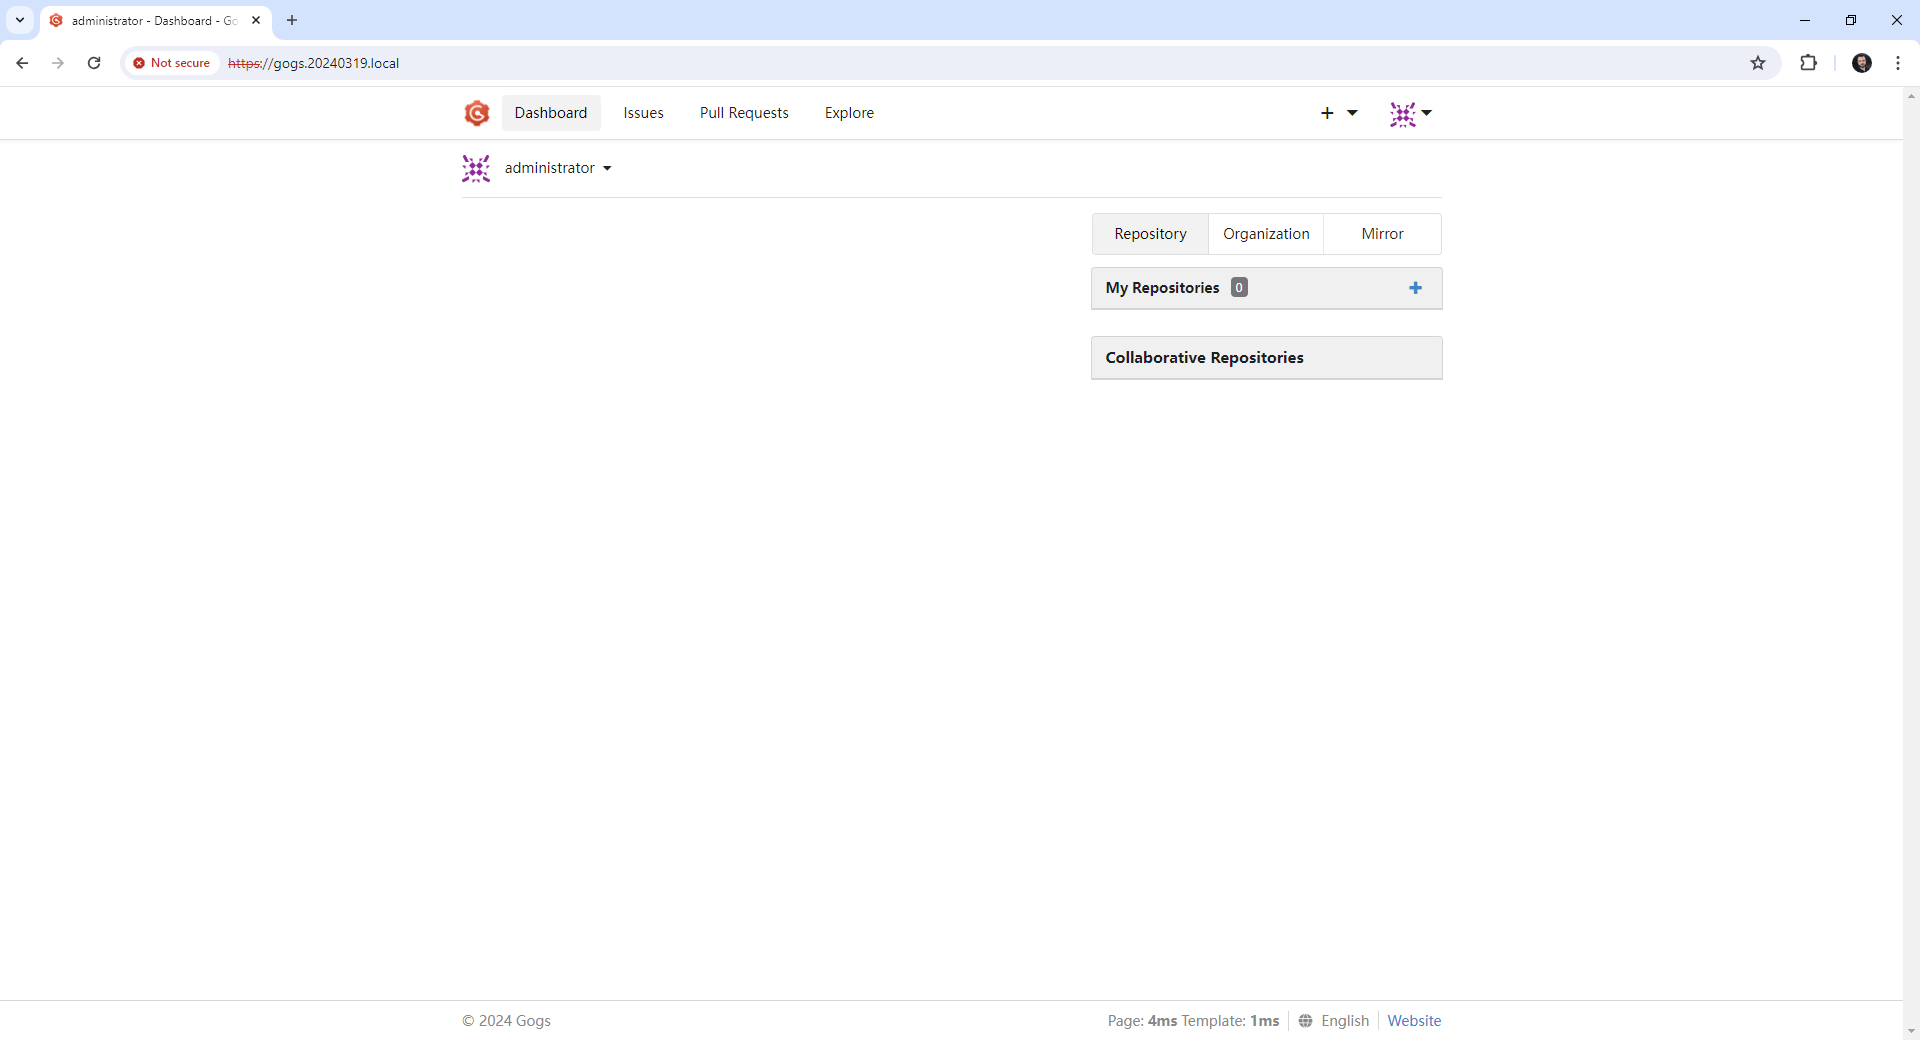 administrator - Dashboard - Go
Not secure
https://gogs.20240319.local
Dashboard
Issues
Pull Requests
Explore
administrator
Repository
Organization
Mirror
My Repositories 0
Collaborative Repositories
© 2024 Gogs
Page: 4ms Template: 1ms
English
Website